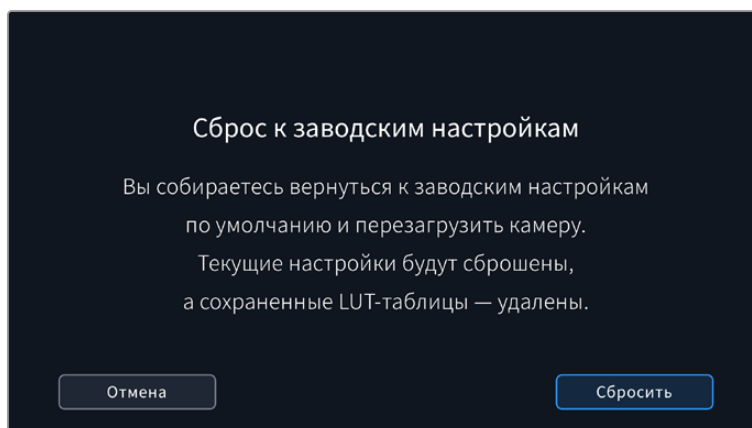 Сброс к заводским настройкам
Вы собираетесь вернуться к заводским настройкам
по умолчанию и перезагрузить камеру.
Текущие настройки будут сброшены,
а сохраненные LUT-таблицы — удалены.
Отмена
Сбросить